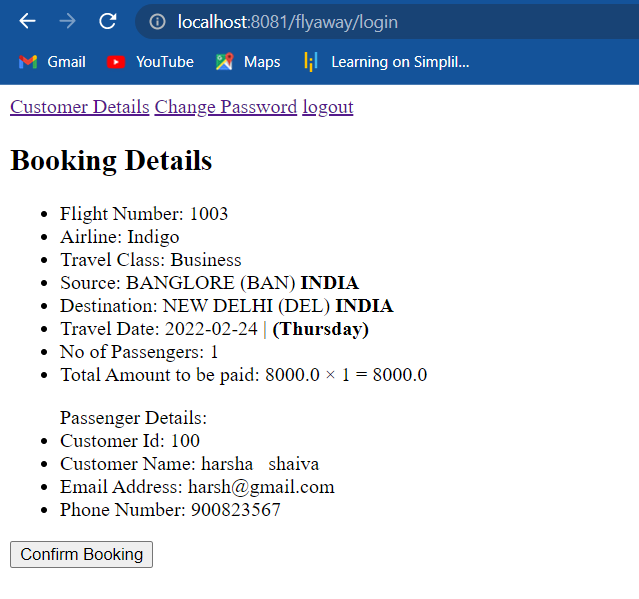 localhost:8081/flyaway/login
Gmail YouTube Maps Learning on Simplil...
Customer Details Change Password logout
Booking Details
Flight Number: 1003
Airline: Indigo
Travel Class: Business
Source: BANGLORE (BAN) INDIA
Destination: NEW DELHI (DEL) INDIA
Travel Date: 2022-02-24 | (Thursday)
No of Passengers: 1
Total Amount to be paid: 8000.0 × 1 = 8000.0
Passenger Details:
Customer Id: 100
Customer Name: harsha shaiva
Email Address: harsh@gmail.com
Phone Number: 900823567
Confirm Booking